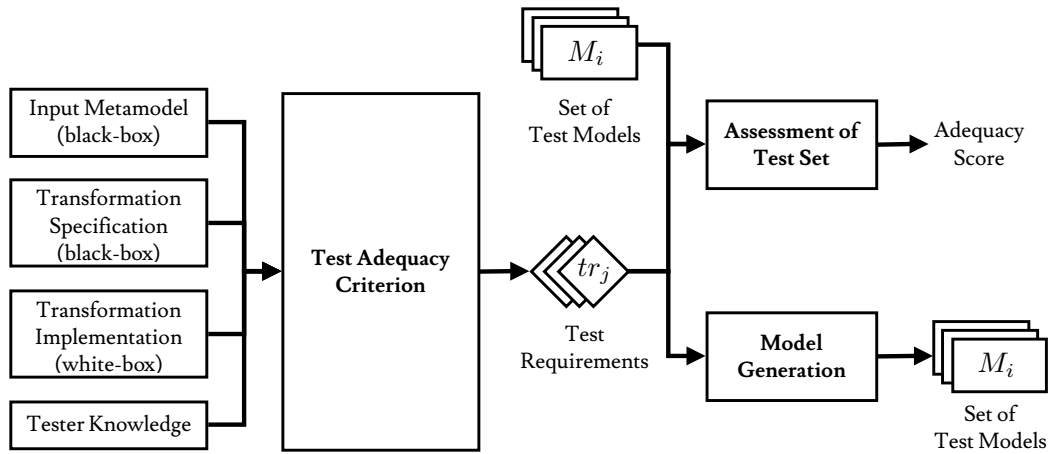 Input Metamodel
(black-box)
Transformation
Specification
(black-box)
Transformation
Implementation
(white-box)
Tester Knowledge
Test Adequacy
Criterion
M_i
Set of
Test Models
tr_j
Test
Requirements
Assessment of
Test Set
Adequacy
Score
Model
Generation
M_i
Set of
Test Models